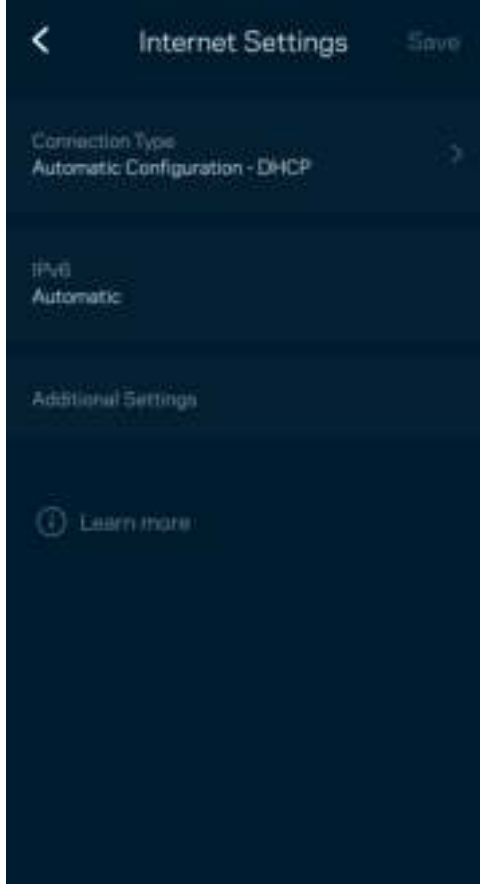 Internet Settings
Save
Connection Type
Automatic Configuration - DHCP
IPv6
Automatic
Additional Settings
Learn more